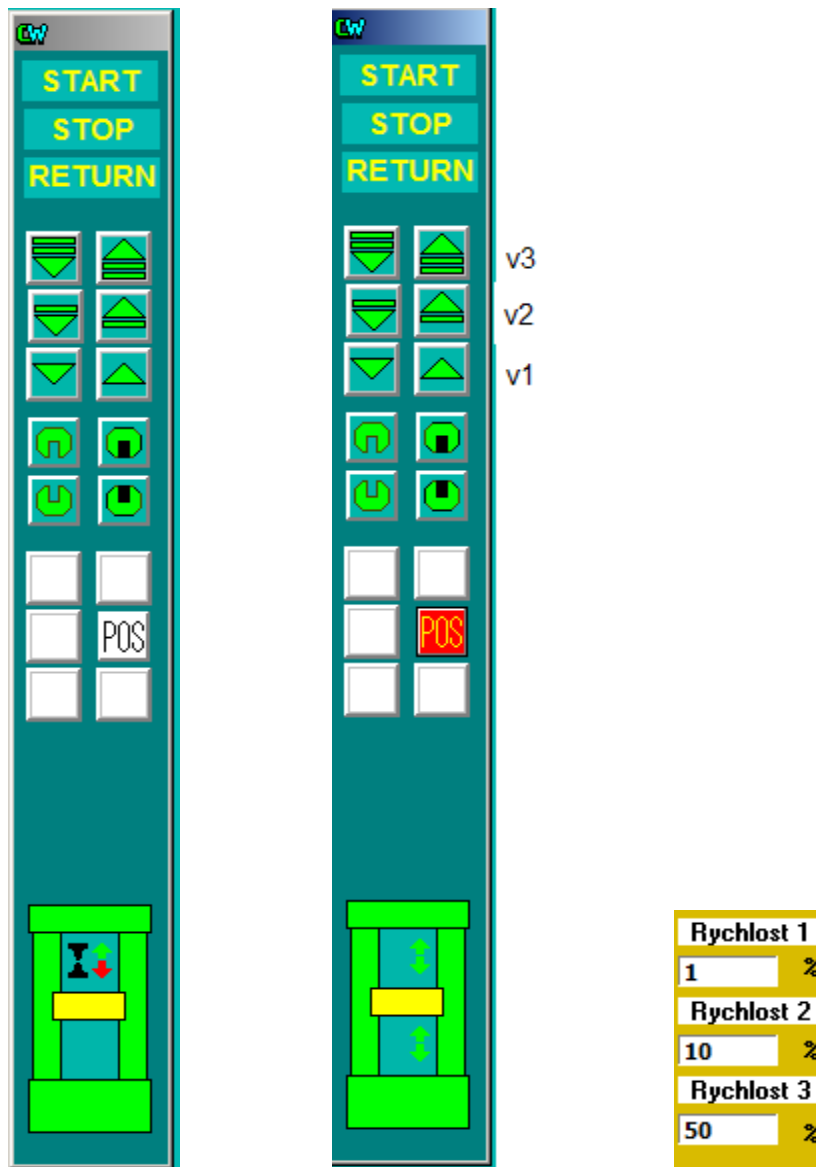 CW
START
STOP
RETURN
POS
CW
START
STOP
RETURN
v3
v2
v1
POS
Rychlost 1
1 %
Rychlost 2
10 %
Rychlost 3
50 %